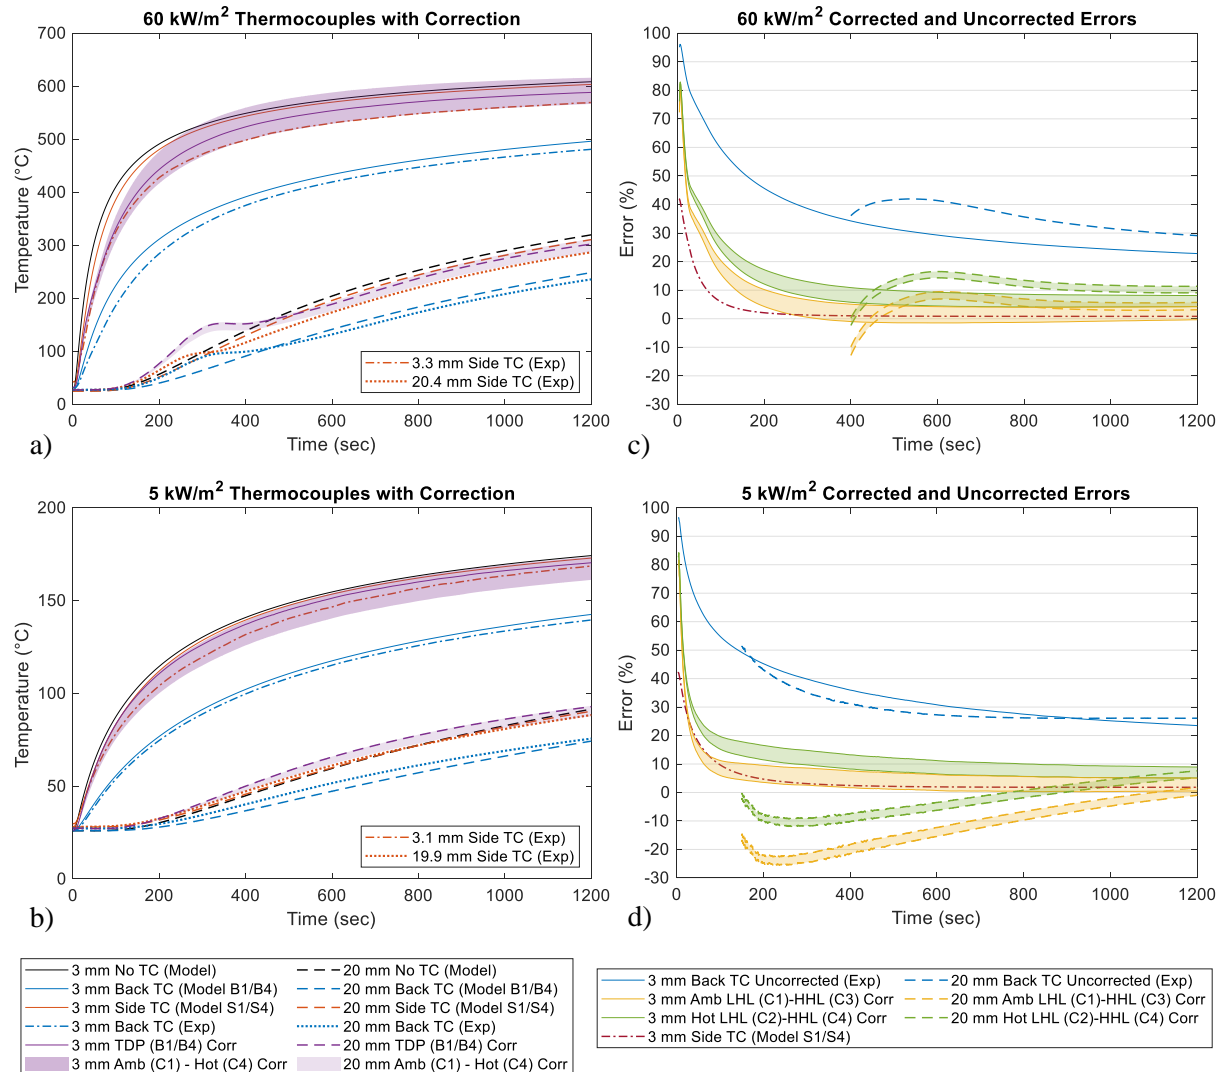 60 kW/m2 Thermocouples with Correction
700
600
500
400
300
200
100
0
Temperature (°C)
0 200 400 600 800 1000 1200
Time (sec)
3.3 mm Side TC (Exp)
20.4 mm Side TC (Exp)
a)
60 kW/m2 Corrected and Uncorrected Errors
100
90
80
70
60
50
40
30
20
10
0
-10
-20
-30
Error (%)
0 200 400 600 800 1000 1200
Time (sec)
c)
5 kW/m2 Thermocouples with Correction
200
150
100
50
0
Temperature (°C)
0 200 400 600 800 1000 1200
Time (sec)
3.1 mm Side TC (Exp)
19.9 mm Side TC (Exp)
b)
5 kW/m2 Corrected and Uncorrected Errors
100
90
80
70
60
50
40
30
20
10
0
-10
-20
-30
Error (%)
0 200 400 600 800 1000 1200
Time (sec)
d)
3 mm No TC (Model)
3 mm Back TC (Model B1/B4)
3 mm Side TC (Model S1/S4)
3 mm Back TC (Exp)
3 mm TDP (B1/B4) Corr
3 mm Amb (C1) - Hot (C4) Corr
20 mm No TC (Model)
20 mm Back TC (Model B1/B4)
20 mm Side TC (Model S1/S4)
20 mm Back TC (Exp)
20 mm TDP (B1/B4) Corr
20 mm Amb (C1) - Hot (C4) Corr
3 mm Back TC Uncorrected (Exp)
3 mm Amb LHL (C1)-HHL (C3) Corr
3 mm Hot LHL (C2)-HHL (C4) Corr
3 mm Side TC (Model S1/S4)
20 mm Back TC Uncorrected (Exp)
20 mm Amb LHL (C1)-HHL (C3) Corr
20 mm Hot LHL (C2)-HHL (C4) Corr